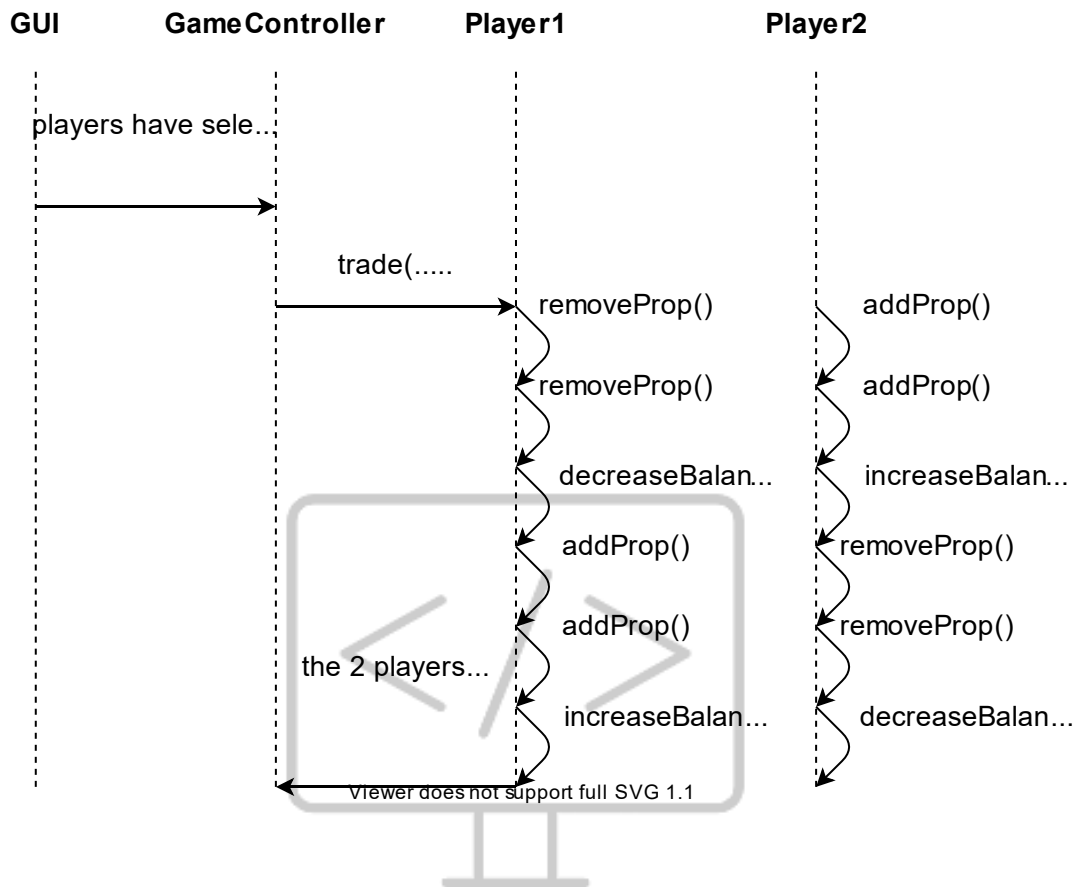 GUI GameController Player1 Player2
players have sele...
trade(.....
removeProp() addProp()
removeProp() addProp()
decreaseBalan... increaseBalan...
addProp() removeProp()
addProp() removeProp()
the 2 players...
increaseBalan... decreaseBalan...
Viewer does not support full SVG 1.1